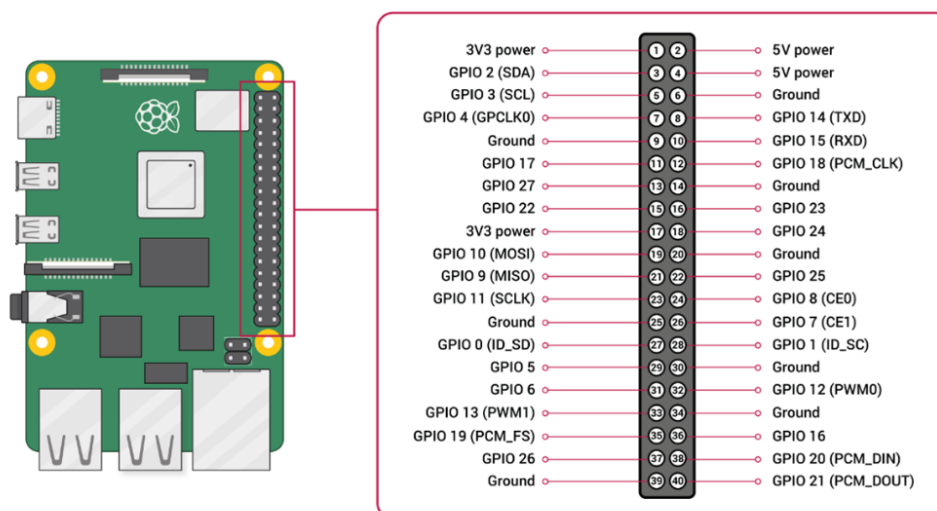 3V3 power 1 2 5V power
GPIO 2 (SDA) 3 4 5V power
GPIO 3 (SCL) 5 6 Ground
GPIO 4 (GPCLK0) 7 8 GPIO 14 (TXD)
Ground 9 10 GPIO 15 (RXD)
GPIO 17 11 12 GPIO 18 (PCM_CLK)
GPIO 27 13 14 Ground
GPIO 22 15 16 GPIO 23
3V3 power 17 18 GPIO 24
GPIO 10 (MOSI) 19 20 Ground
GPIO 9 (MISO) 21 22 GPIO 25
GPIO 11 (SCLK) 23 24 GPIO 8 (CE0)
Ground 25 26 GPIO 7 (CE1)
GPIO 0 (ID_SD) 27 28 GPIO 1 (ID_SC)
GPIO 5 29 30 Ground
GPIO 6 31 32 GPIO 12 (PWM0)
GPIO 13 (PWM1) 33 34 Ground
GPIO 19 (PCM_FS) 35 36 GPIO 16
GPIO 26 37 38 GPIO 20 (PCM_DIN)
Ground 39 40 GPIO 21 (PCM_DOUT)